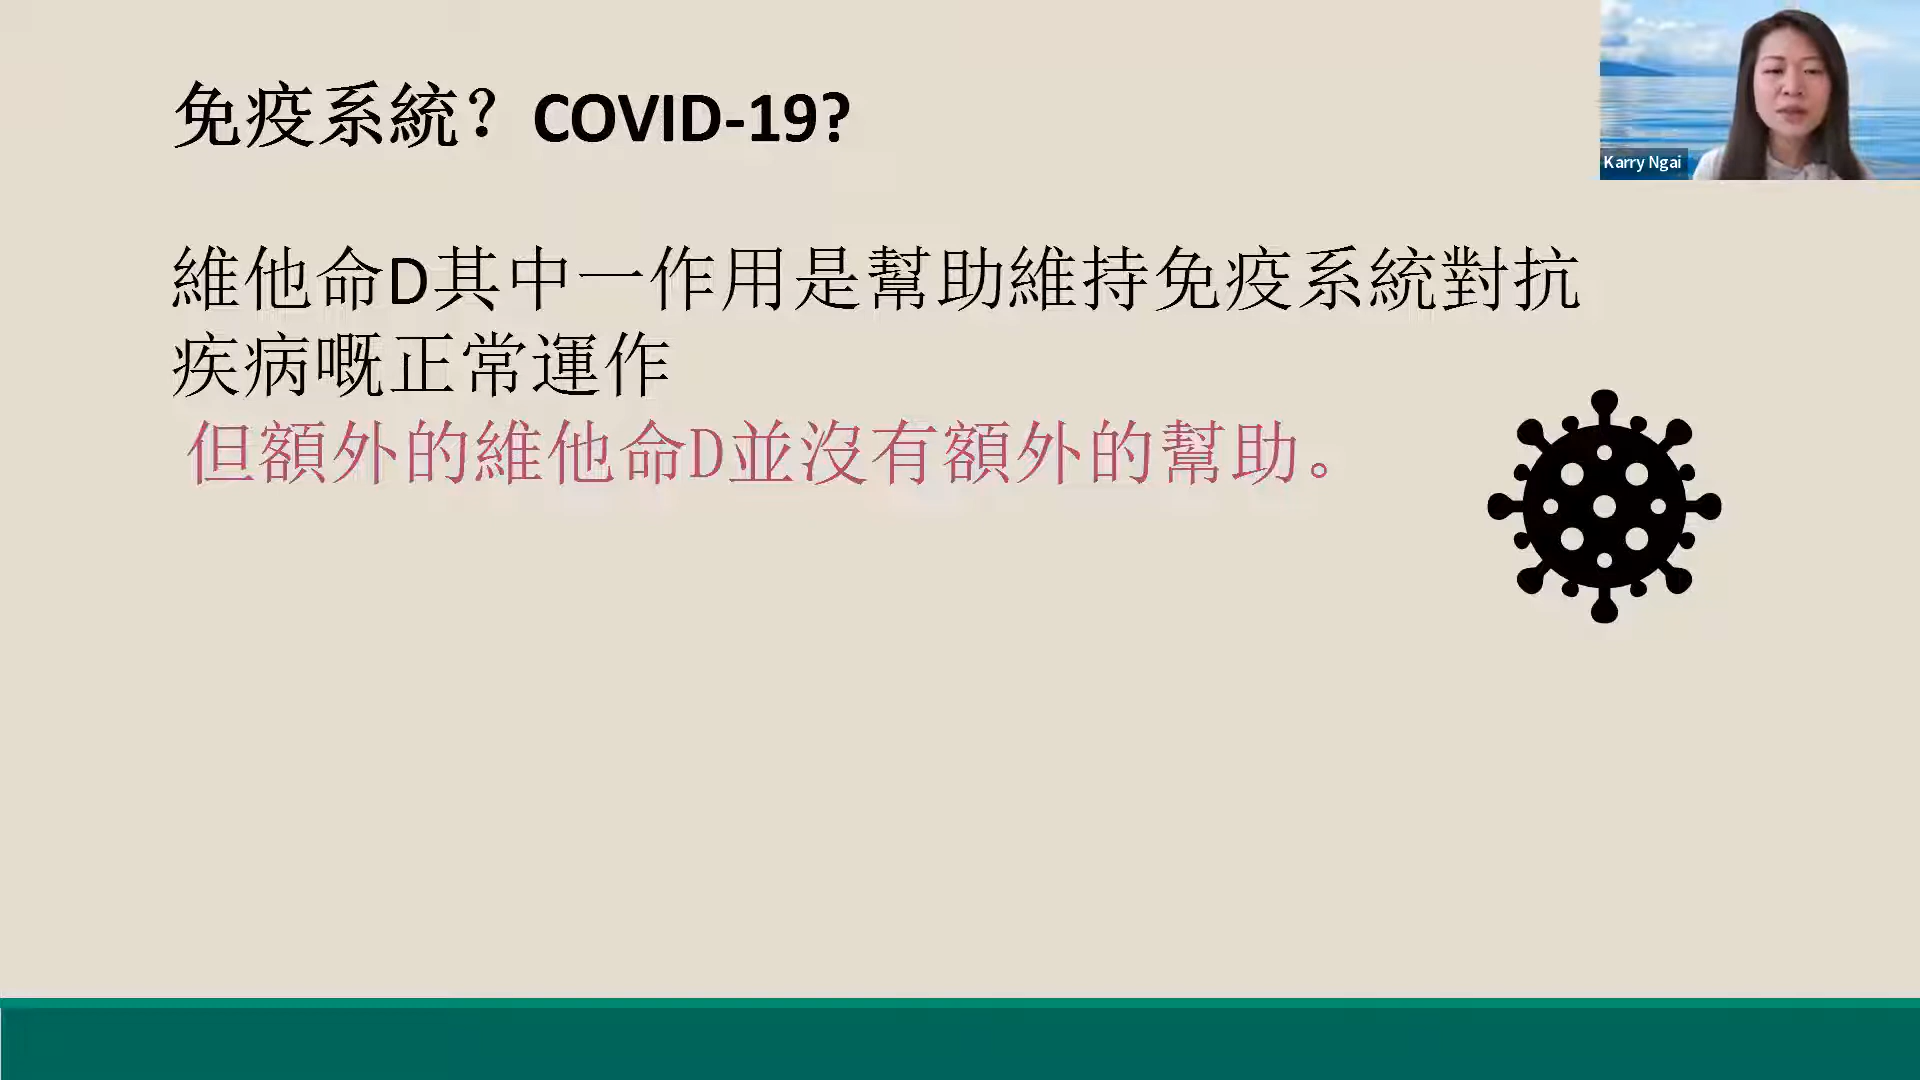 免疫系統？COVID-19?
Karry Ngai
維他命D其中一作用是幫助維持免疫系統對抗
疾病嘅正常運作
但額外的維他命D並沒有額外的幫助。